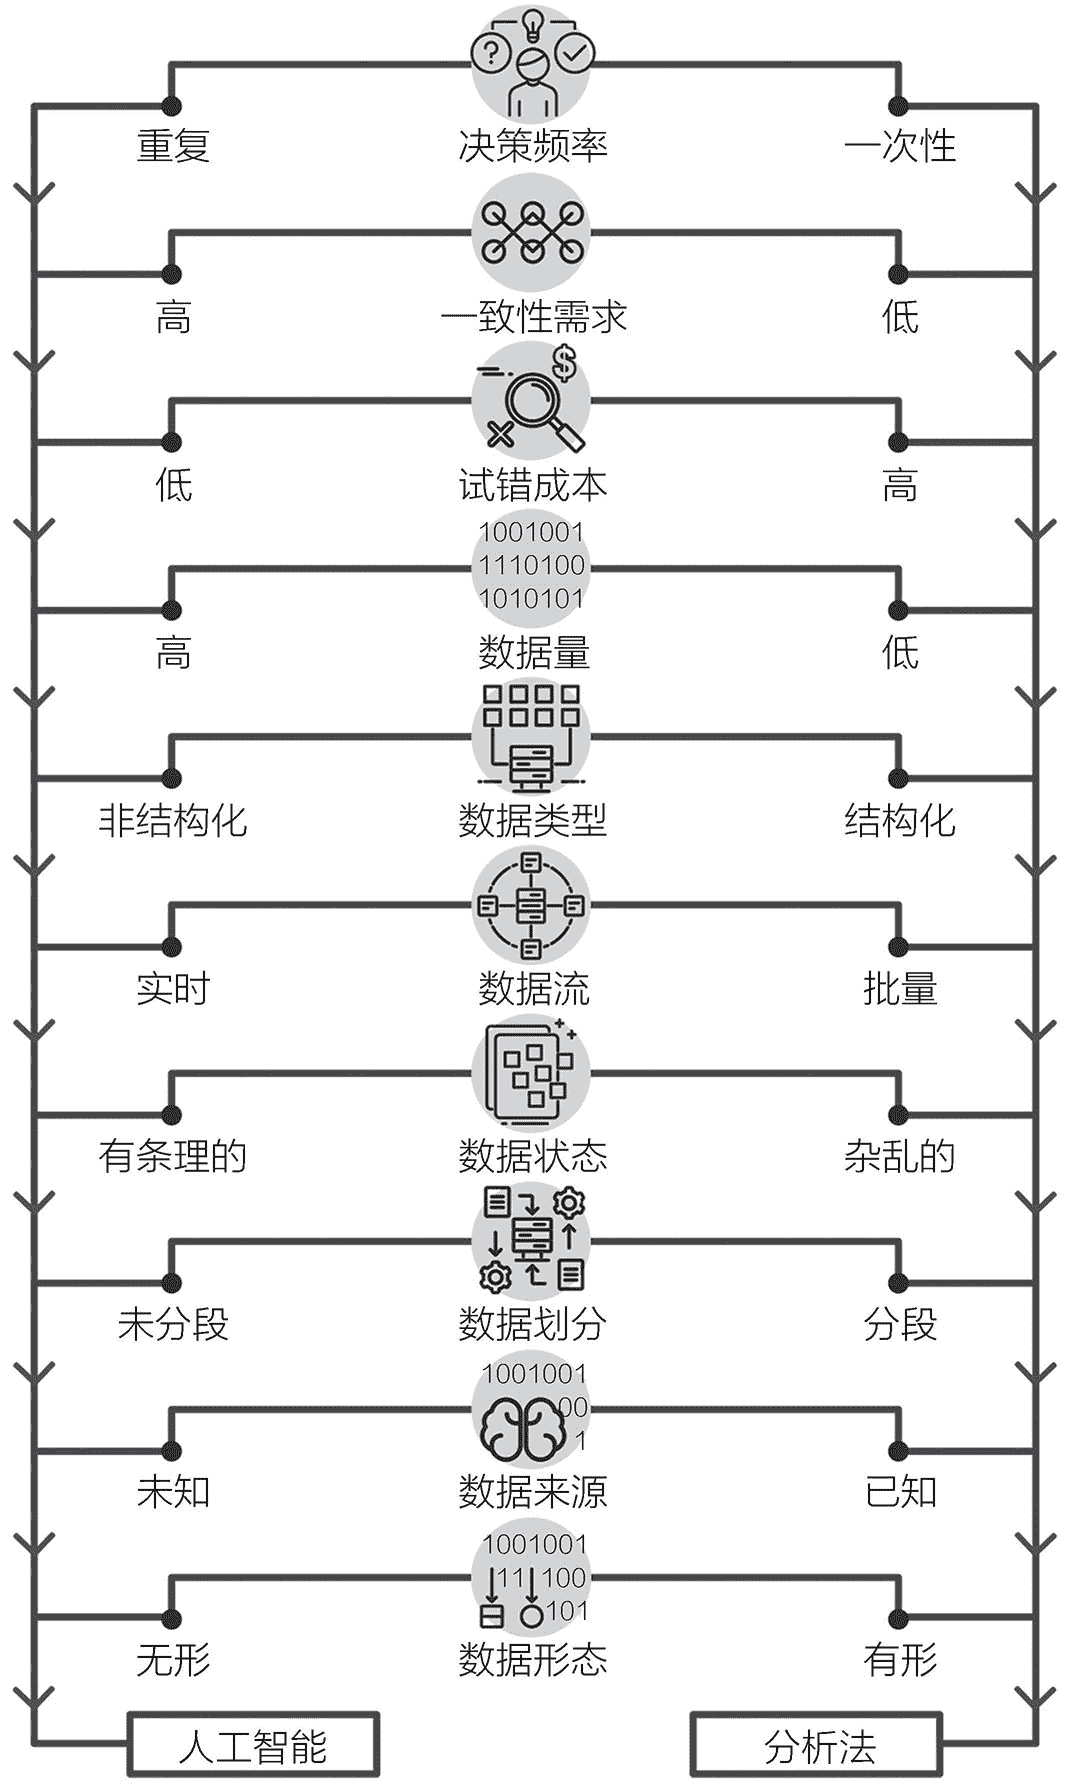 重复 决策频率 一次性
高 一致性需求 低
$
低 试错成本 高
1001001
1110100
1010101
高 数据量 低
非结构化 数据类型 结构化
实时 数据流 批量
有条理的 数据状态 杂乱的
未分段 数据划分 分段
1001001
00
1
未知 数据来源 已知
1001001
11 100
101
无形 数据形态 有形
人工智能 分析法